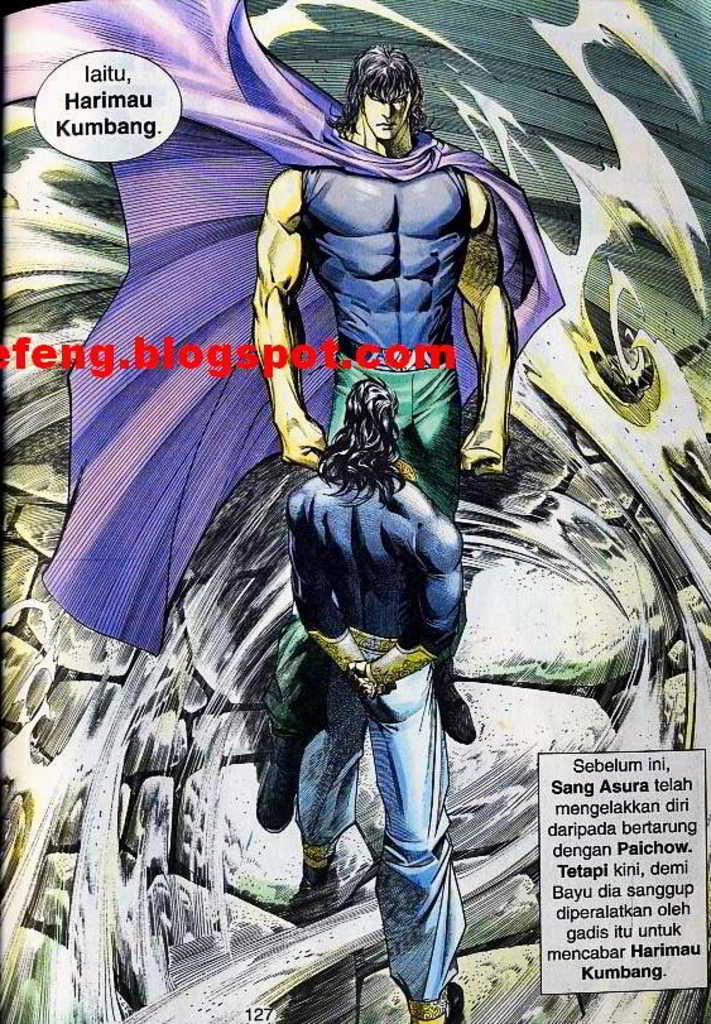 laitu,
Harimau
Kumbang.
efeng.blogspot.com
Sebelum ini,
Sang Asura telah
mengelakkan diri
daripada bertarung
dengan Paichow.
Tetapi kini, demi
Bayu dia sanggup
diperalatkan oleh
gadis itu untuk
mencabar Harimau
Kumbang.
127